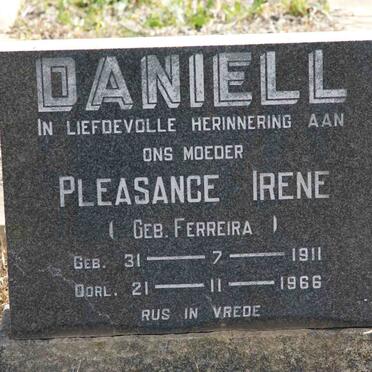 DANIELL
IN LIEFDEVOLLE HERINNERING AAN
ONS MOEDER
PLEASANCE IRENE
( GEB. FERREIRA )
GEB. 31 — 7 — 1911
OORL. 21 — 11 — 1966
RUS IN VREDE